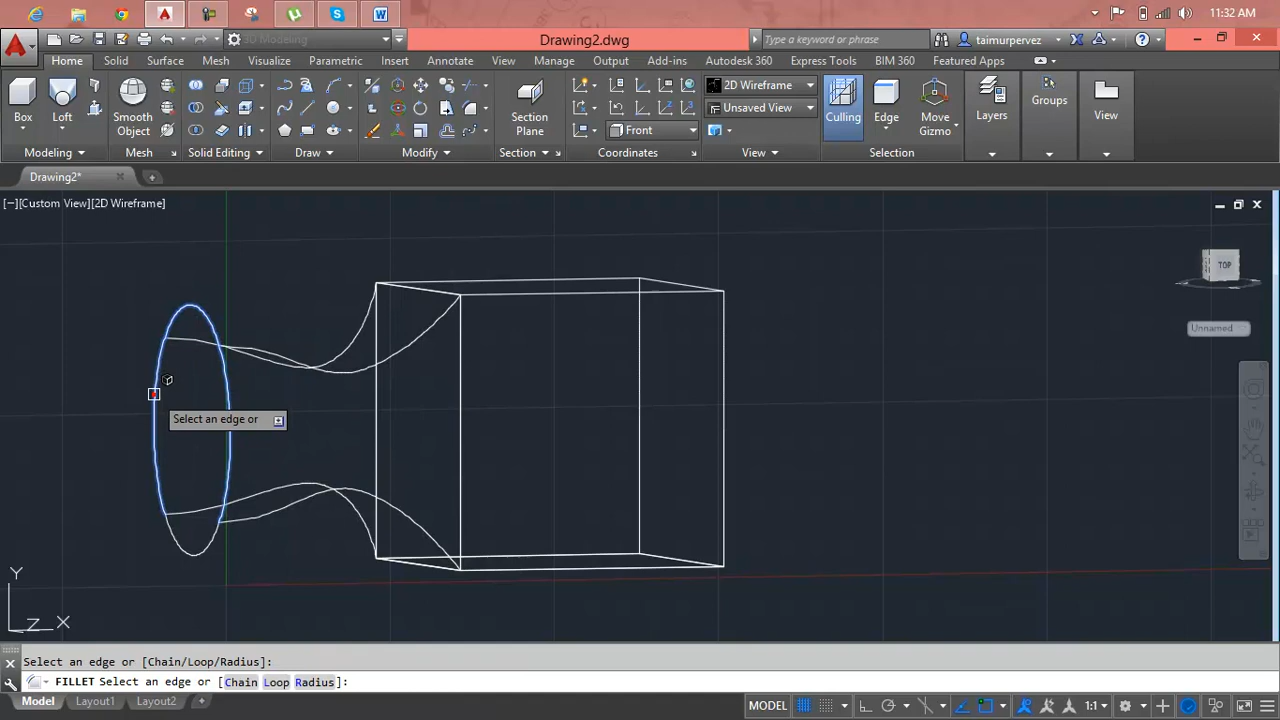 11:32 AM
3D Modeling
Drawing2.dwg
Type a keyword or phrase
taimurpervez
Home Solid Surface Mesh Visualize Parametric Insert Annotate View Manage Output Add-ins Autodesk 360 Express Tools BIM 360 Featured Apps
Box
Loft
Smooth
Object
Section
Plane
2D Wireframe
Unsaved View
Front
Culling
Edge
Move
Gizmo
Layers
Groups
View
Modeling Mesh Solid Editing Draw Modify Section Coordinates View Selection
Drawing2*
[−][Custom View][2D Wireframe]
TOP
Unnamed
Select an edge or
Y
Z X
Select an edge or [Chain/Loop/Radius]:
FILLET Select an edge or [Chain Loop Radius]:
Model Layout1 Layout2 +
MODEL
1:1